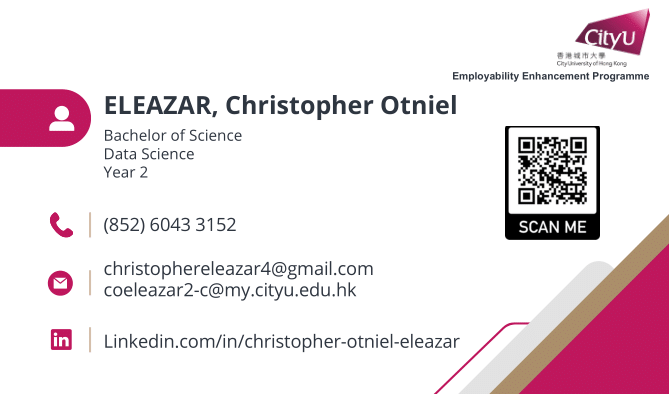 CityU
香港城市大學
City University of Hong Kong
Employability Enhancement Programme
ELEAZAR, Christopher Otniel
Bachelor of Science
Data Science
Year 2
SCAN ME
(852) 6043 3152
christophereleazar4@gmail.com
coeleazar2-c@my.cityu.edu.hk
in
Linkedin.com/in/christopher-otniel-eleazar